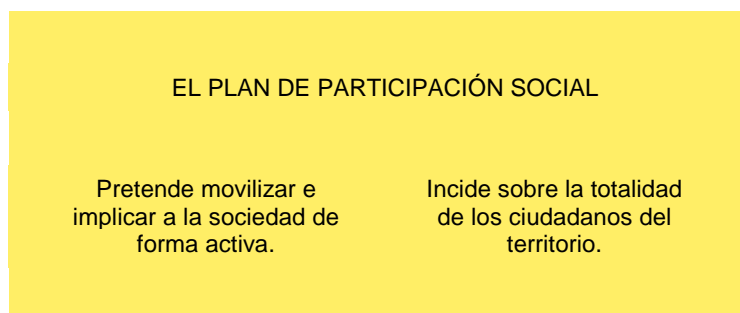 EL PLAN DE PARTICIPACIÓN SOCIAL
Pretende movilizar e
implicar a la sociedad de
forma activa.
Incide sobre la totalidad
de los ciudadanos del
territorio.